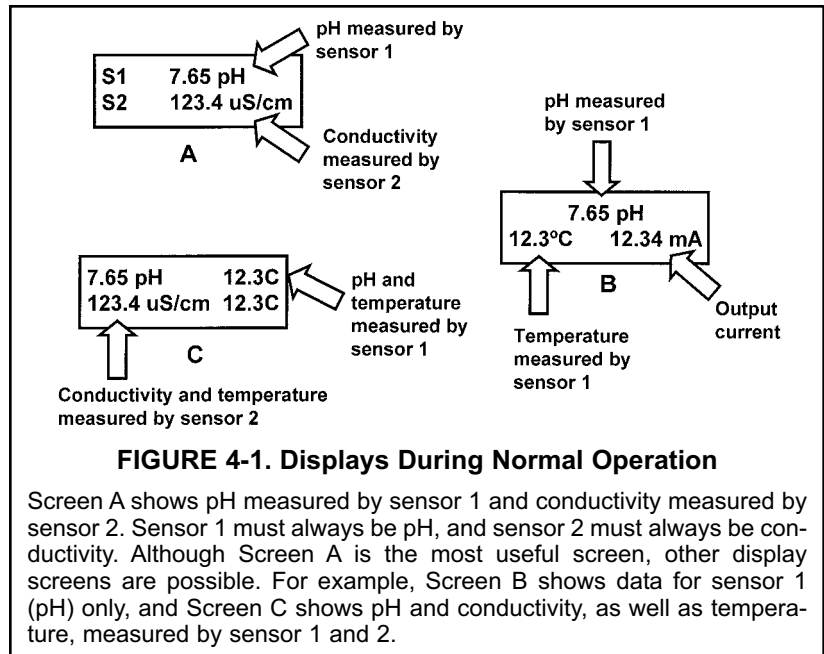 pH measured by
sensor 1
S1 7.65 pH
S2 123.4 uS/cm
A
Conductivity
measured by
sensor 2
pH measured
by sensor 1
7.65 pH
12.3ºC 12.34 mA
B
Temperature
measured by
sensor 1
Output
current
7.65 pH 12.3C
123.4 uS/cm 12.3C
C
pH and
temperature
measured by
sensor 1
Conductivity and temperature
measured by sensor 2
FIGURE 4-1. Displays During Normal Operation
Screen A shows pH measured by sensor 1 and conductivity measured by
sensor 2. Sensor 1 must always be pH, and sensor 2 must always be con-
ductivity. Although Screen A is the most useful screen, other display
screens are possible. For example, Screen B shows data for sensor 1
(pH) only, and Screen C shows pH and conductivity, as well as tempera-
ture, measured by sensor 1 and 2.